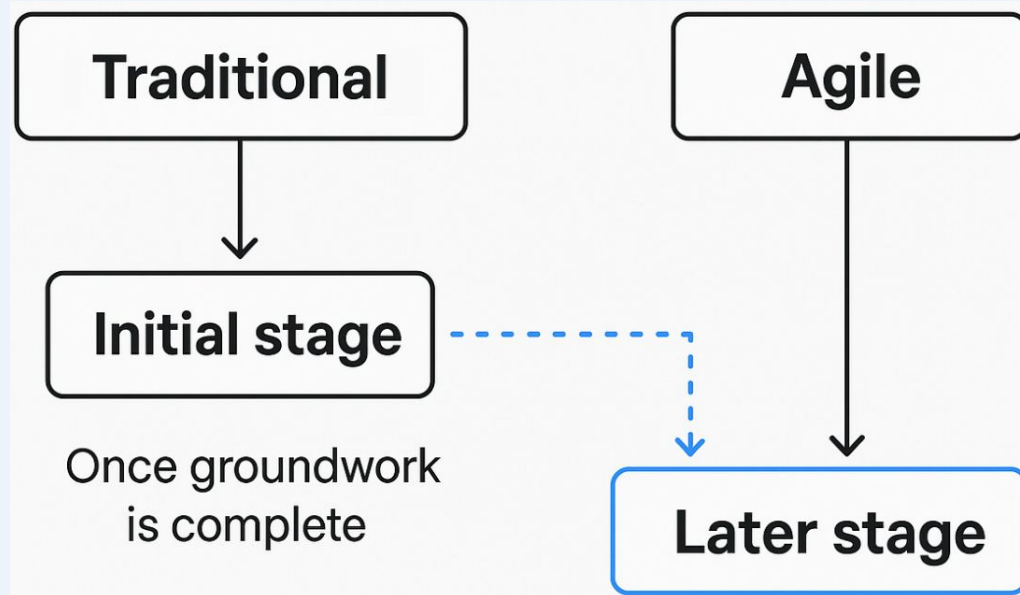 Traditional
Agile
Initial stage
Once groundwork
is complete
Later stage